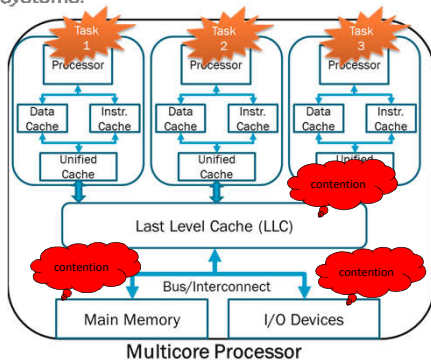 systems.
Task
1
Task
2
Task
3
Processor
Processor
Processor
Data
Cache
Instr.
Cache
Data
Cache
Instr.
Cache
Data
Cache
Instr.
Cache
Unified
Cache
Unified
Cache
Unified
contention
Last Level Cache (LLC)
contention
contention
Bus/Interconnect
Main Memory
I/O Devices
Multicore Processor